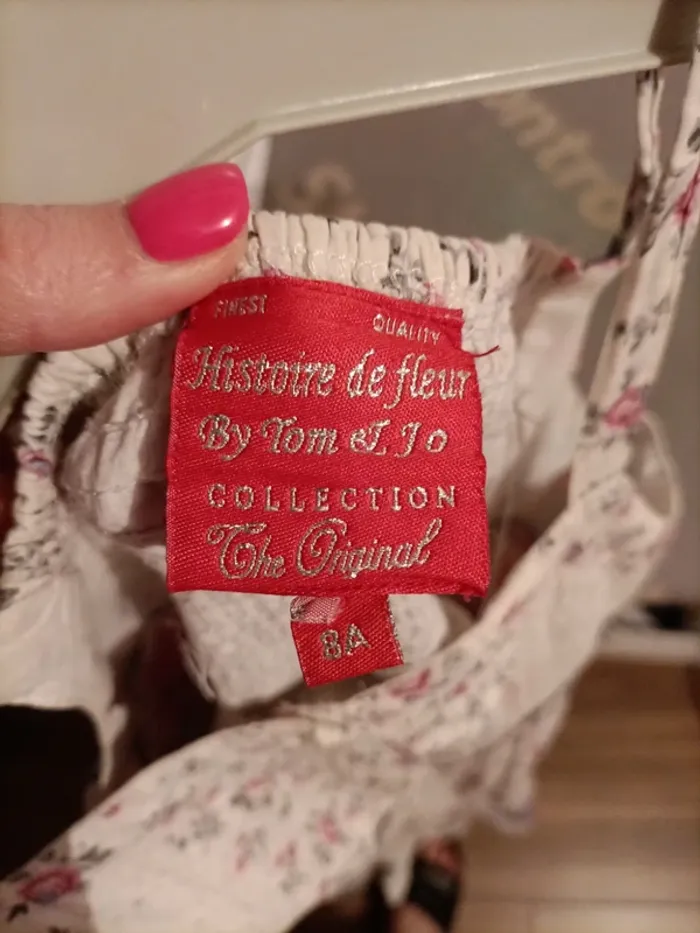 FINEST QUALITY
Histoire de fleur
By Tom & Jo
COLLECTION
The Original
8A